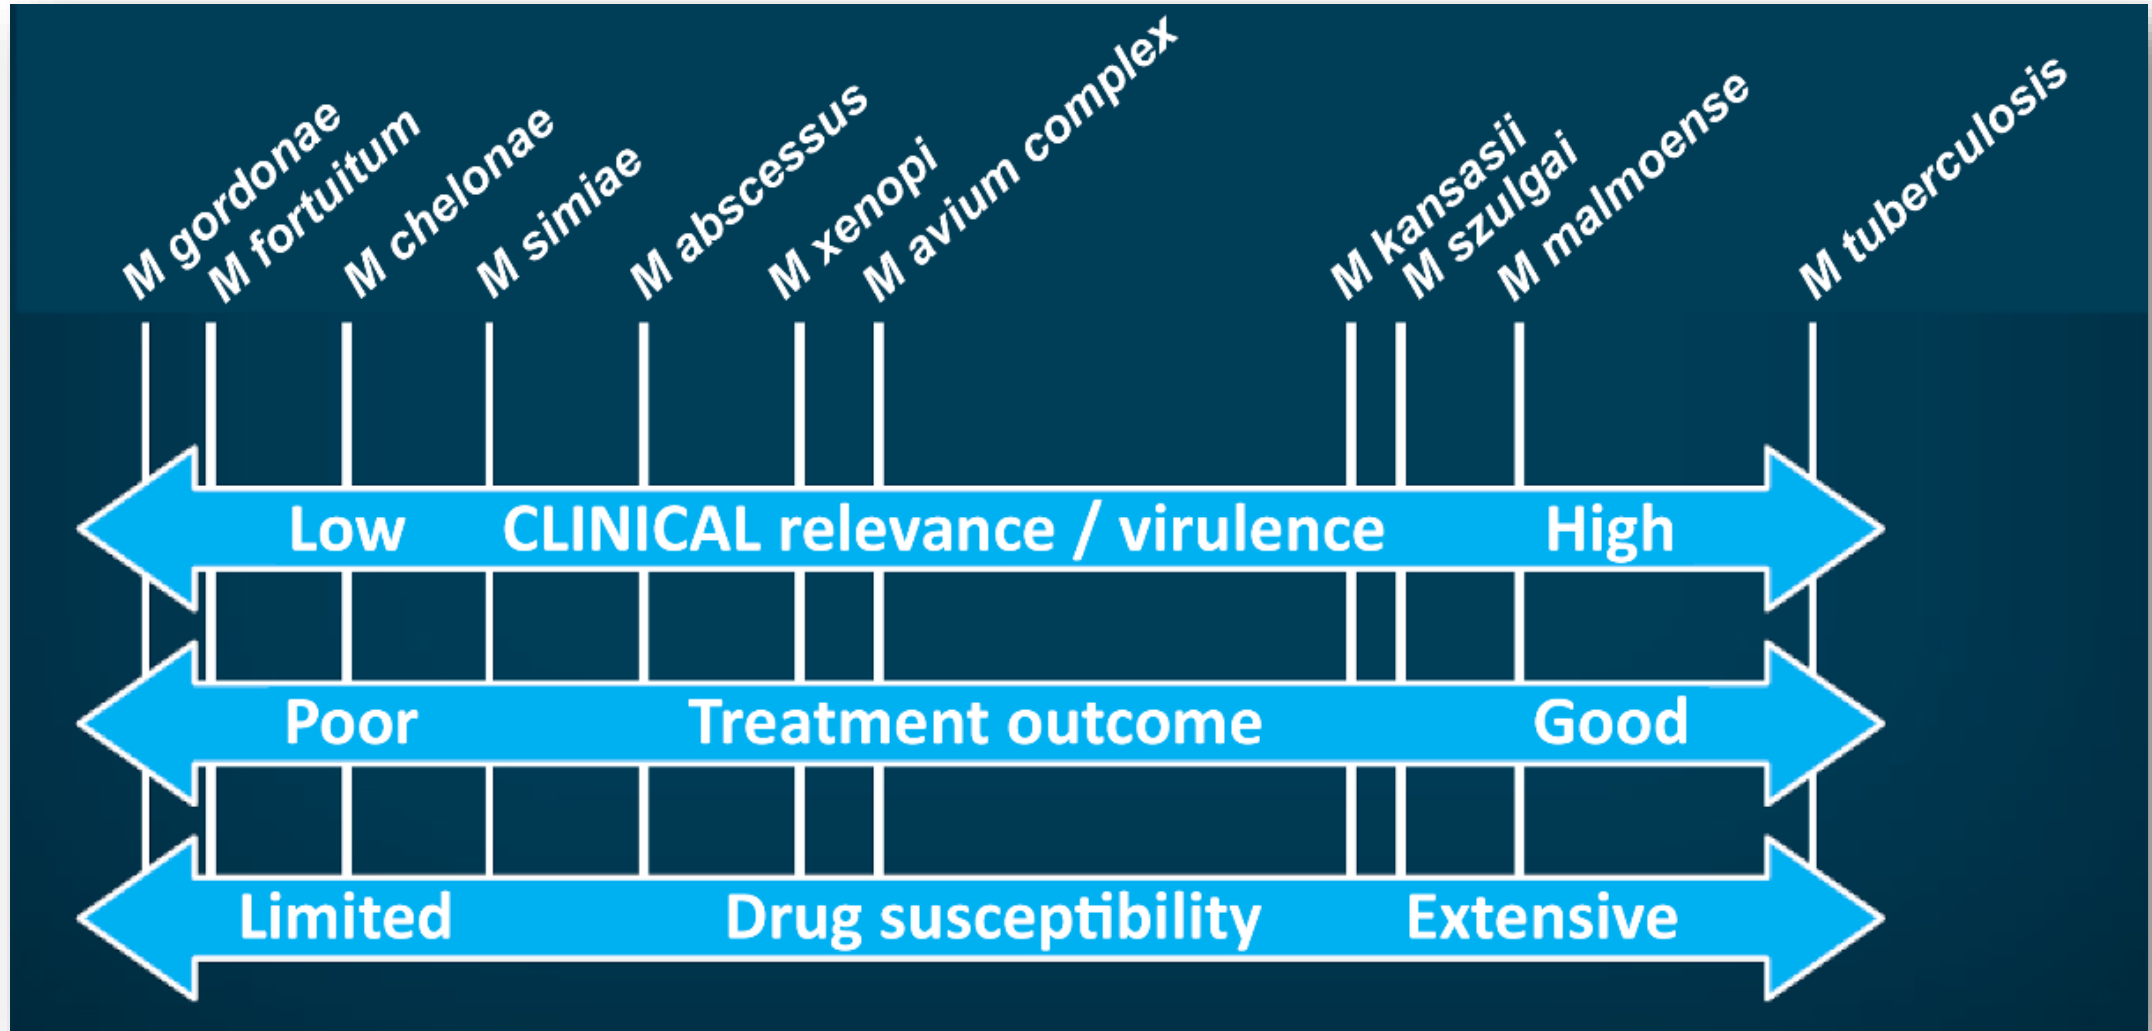 M gordonae
M fortuitum
M chelonae
M simiae
M abscessus
M xenopi
M avium complex
M kansasii
M szulgai
M malmoense
M tuberculosis
Low CLINICAL relevance / virulence High
Poor Treatment outcome Good
Limited Drug susceptibility Extensive